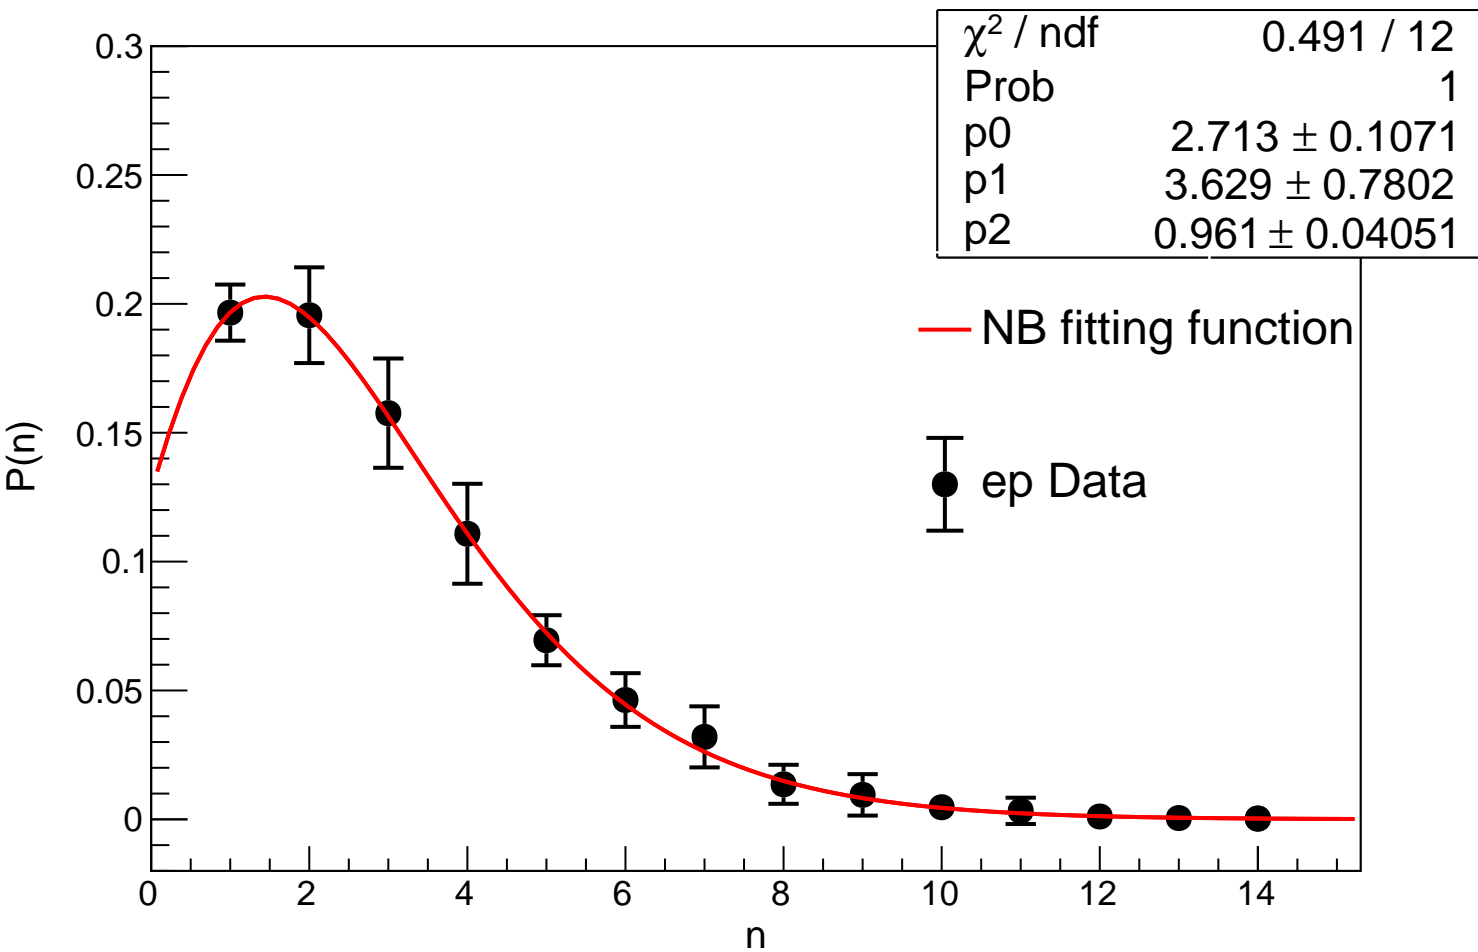 χ² / ndf 0.491 / 12
Prob 1
p0 2.713 ± 0.1071
p1 3.629 ± 0.7802
p2 0.961 ± 0.04051
NB fitting function
ep Data
P(n)
0.3
0.25
0.2
0.15
0.1
0.05
0
0 2 4 6 8 10 12 14
n